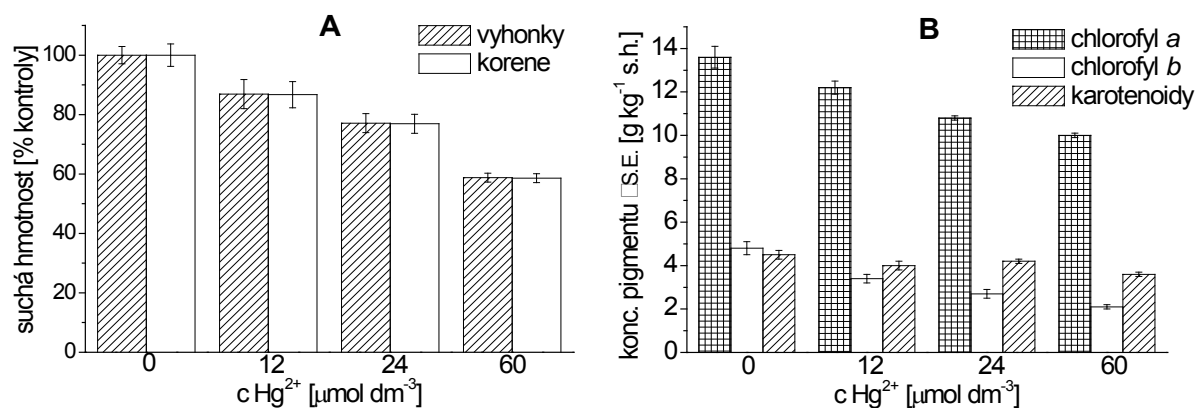 A
vyhonky
korene
suchá hmotnost [% kontroly]
100
80
60
40
20
0
0 12 24 60
c Hg²⁺ [μmol dm⁻³]
B
chlorofyl a
chlorofyl b
karotenoidy
konc. pigmentu □S.E. [g kg⁻¹ s.h.]
14
12
10
8
6
4
2
0
0 12 24 60
c Hg²⁺ [μmol dm⁻³]